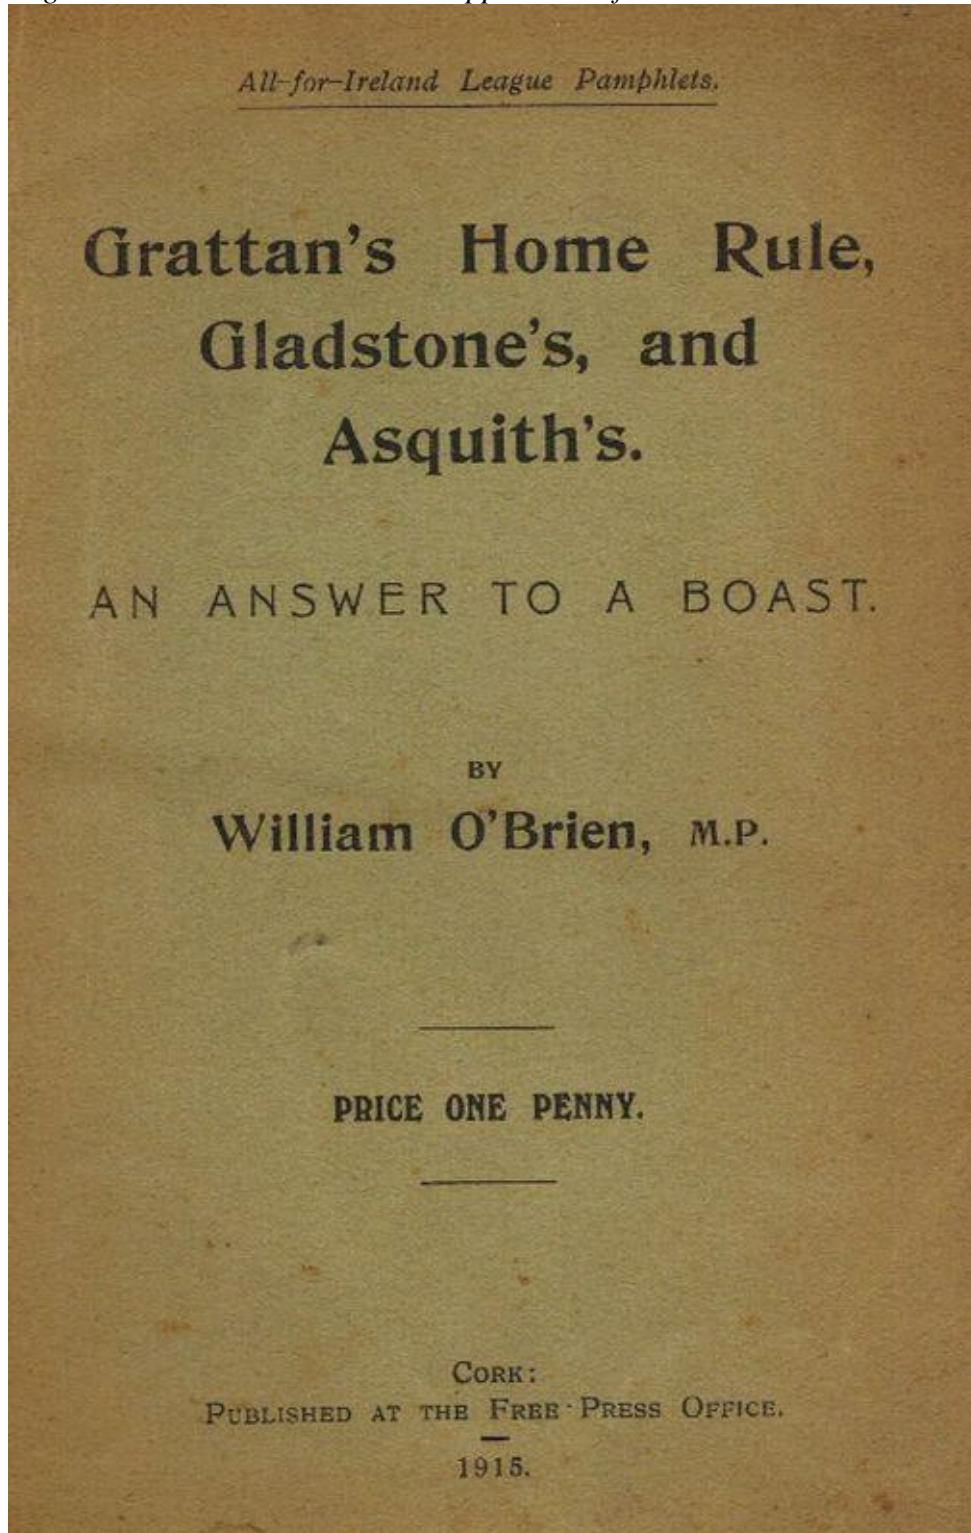 All-for-Ireland League Pamphlets.
Grattan's Home Rule,
Gladstone's, and
Asquith's.
AN ANSWER TO A BOAST.
BY
William O'Brien, M.P.
PRICE ONE PENNY.
CORK:
PUBLISHED AT THE FREE PRESS OFFICE.
1915.